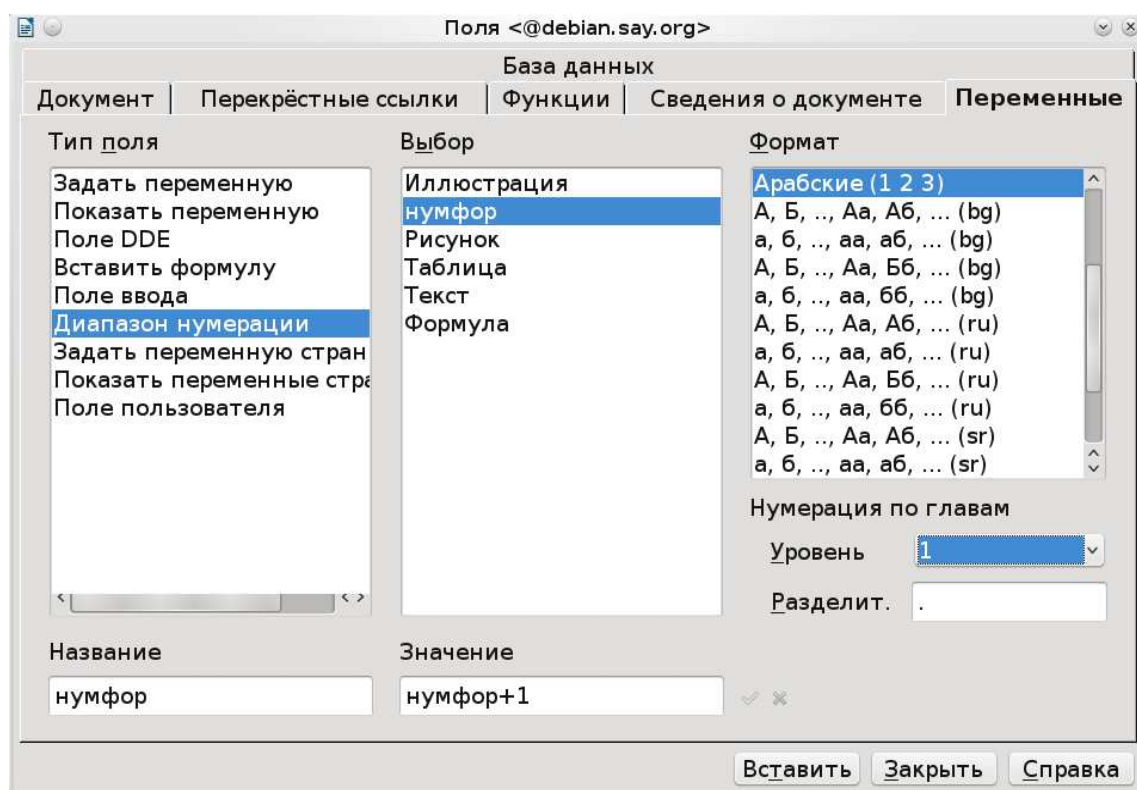 Поля <@debian.say.org>
База данных
Документ Перекрёстные ссылки Функции Сведения о документе Переменные
Тип поля
Задать переменную
Показать переменную
Поле DDE
Вставить формулу
Поле ввода
Диапазон нумерации
Задать переменную стран
Показать переменные стра
Поле пользователя
Выбор
Иллюстрация
нумфор
Рисунок
Таблица
Текст
Формула
Формат
Арабские (1 2 3)
А, Б, .., Аа, Аб, ... (bg)
а, б, .., аа, аб, ... (bg)
А, Б, .., Аа, Бб, ... (bg)
а, б, .., аа, бб, ... (bg)
А, Б, .., Аа, Аб, ... (ru)
а, б, .., аа, аб, ... (ru)
А, Б, .., Аа, Бб, ... (ru)
а, б, .., аа, бб, ... (ru)
А, Б, .., Аа, Аб, ... (sr)
а, б, .., аа, аб, ... (sr)
Нумерация по главам
Уровень 1
Разделит. .
Название
нумфор
Значение
нумфор+1
Вставить Закрыть Справка